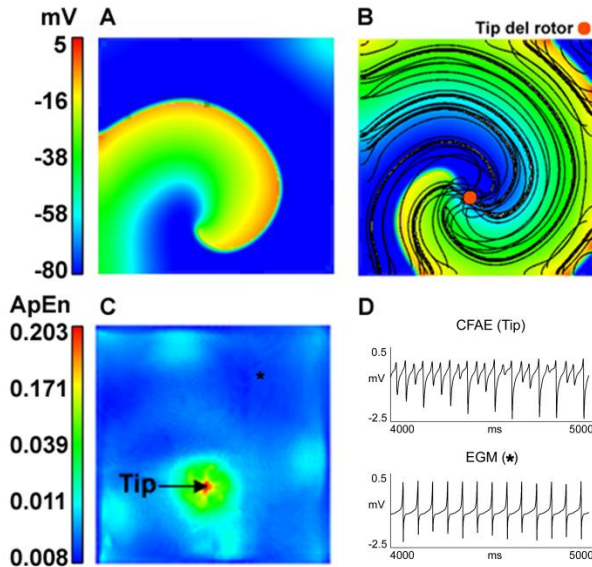 mV
5
-16
-38
-58
-80
A
B
Tip del rotor
ApEn
0.203
0.171
0.039
0.011
0.008
C
*
Tip
D
CFAE (Tip)
0.5
mV
-2.5
4000
ms
5000
EGM (*)
0.5
mV
-2.5
4000
ms
5000